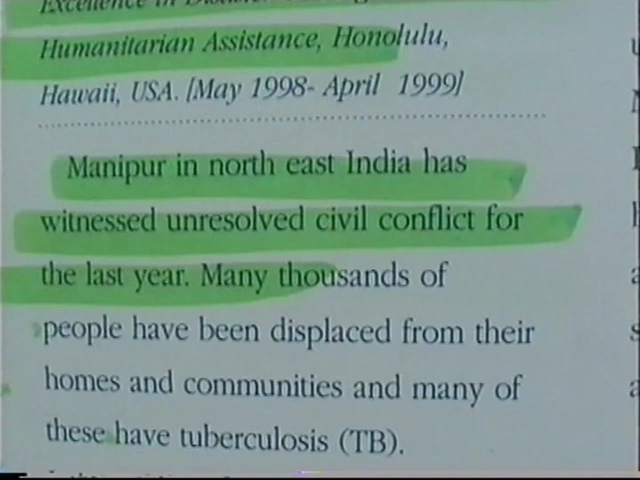 Excellence in
Humanitarian Assistance, Honolulu,
Hawaii, USA. [May 1998- April 1999]
Manipur in north east India has
witnessed unresolved civil conflict for
the last year. Many thousands of
people have been displaced from their
homes and communities and many of
these have tuberculosis (TB).